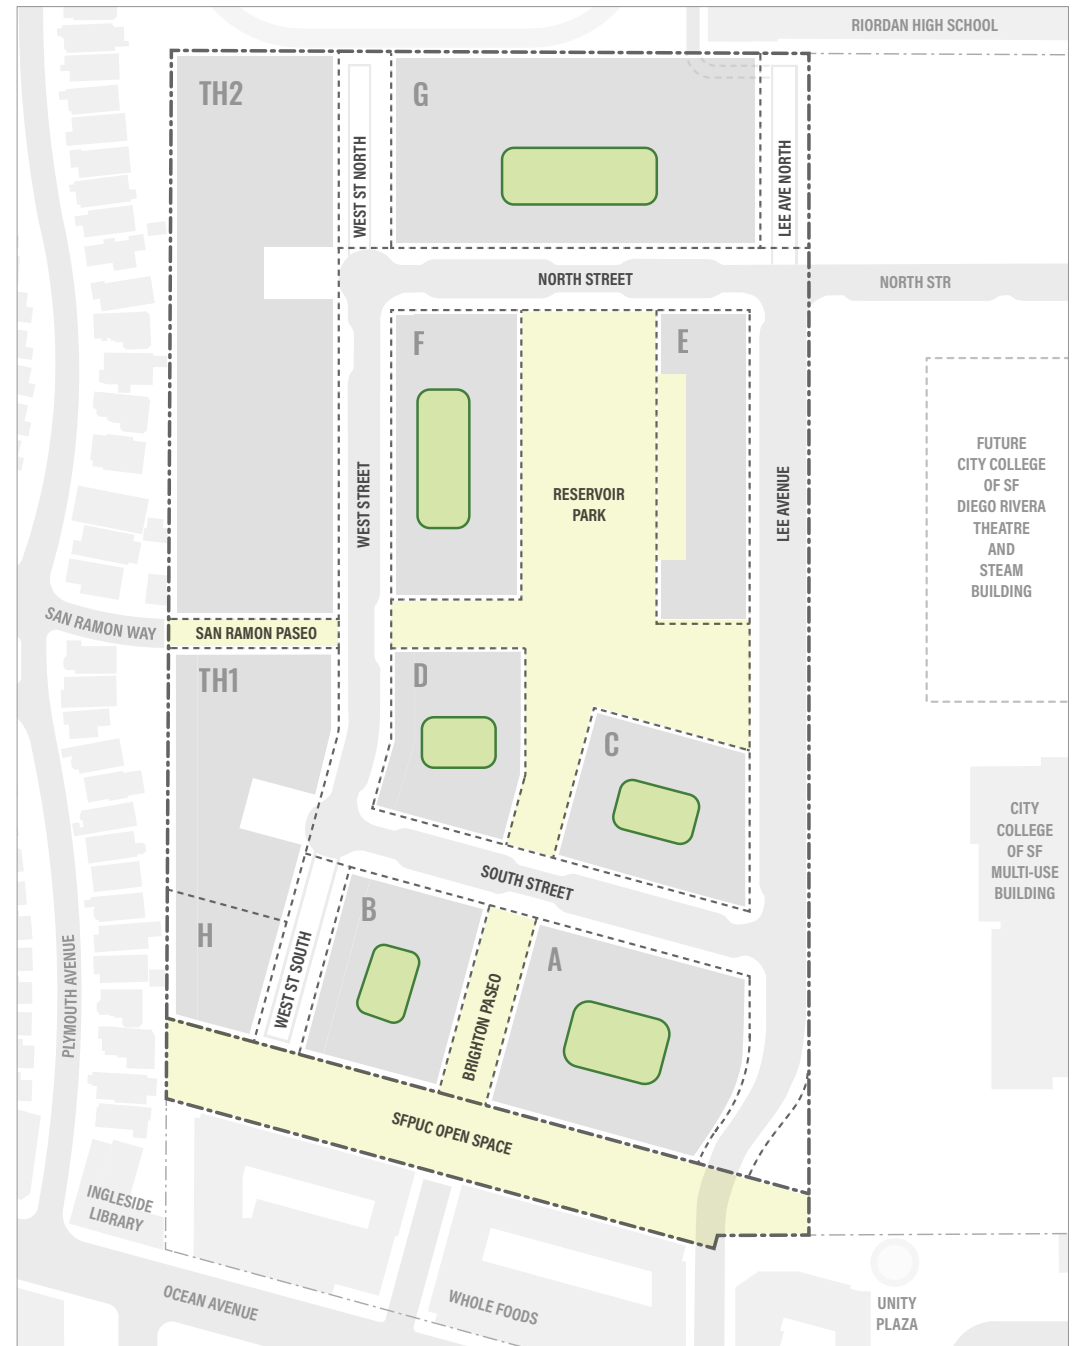 RIORDAN HIGH SCHOOL
TH2
G
WEST ST NORTH
LEE AVE NORTH
NORTH STREET
NORTH STR
F
E
RESERVOIR
PARK
WEST STREET
LEE AVENUE
FUTURE
CITY COLLEGE
OF SF
DIEGO RIVERA
THEATRE
AND
STEAM
BUILDING
SAN RAMON WAY
SAN RAMON PASEO
TH1
D
C
CITY
COLLEGE
OF SF
MULTI-USE
BUILDING
SOUTH STREET
B
H
A
WEST ST SOUTH
BRIGHTON PASEO
PLYMOUTH AVENUE
SFPUC OPEN SPACE
INGLESIDE
LIBRARY
OCEAN AVENUE
WHOLE FOODS
UNITY
PLAZA